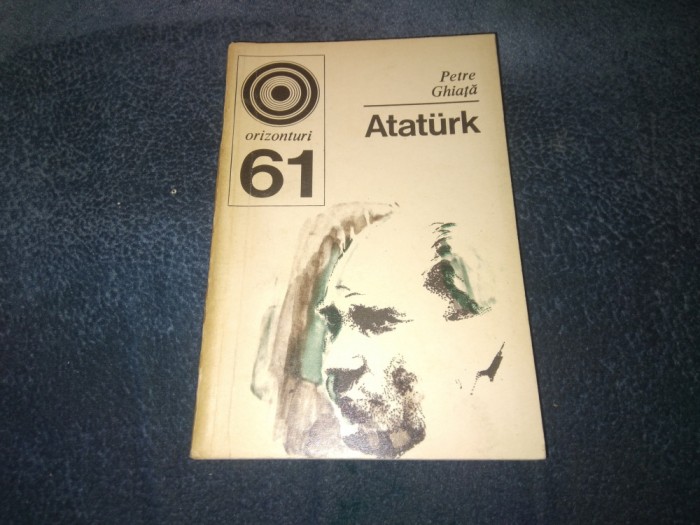 orizonturi
61
Petre
Ghiață
Atatürk